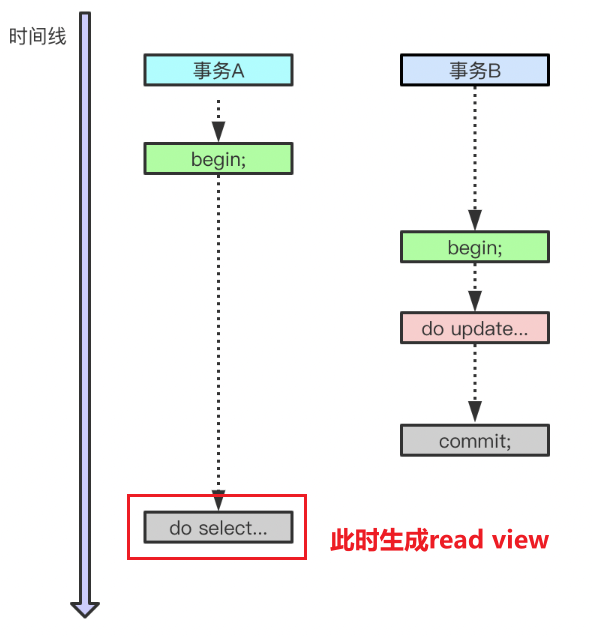 时间线
事务A
事务B
begin;
begin;
do update...
commit;
do select...
此时生成read view